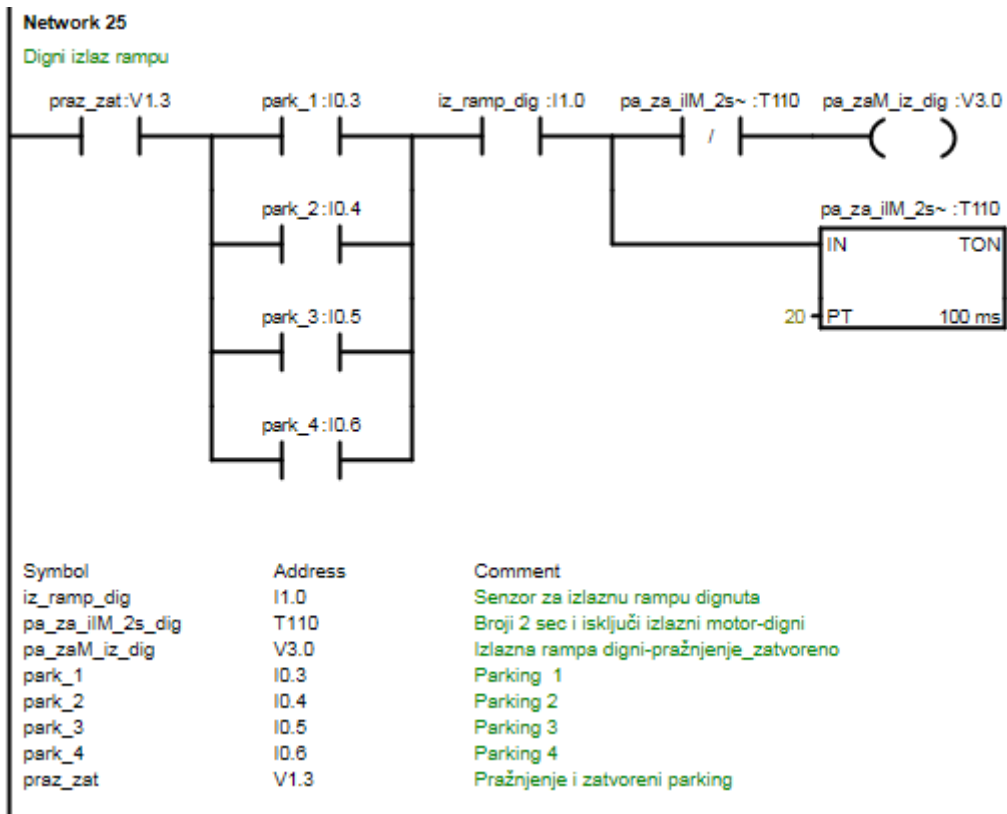 Network 25
Digni izlaz rampu
praz_zat:V1.3 park_1:I0.3 iz_ramp_dig :I1.0 pa_za_ilM_2s~ :T110 pa_zaM_iz_dig :V3.0
/
park_2:I0.4 pa_za_ilM_2s~ :T110
IN TON
park_3:I0.5 20 PT 100 ms
park_4:I0.6
Symbol Address Comment
iz_ramp_dig I1.0 Senzor za izlaznu rampu dignuta
pa_za_ilM_2s_dig T110 Broji 2 sec i isključi izlazni motor-digni
pa_zaM_iz_dig V3.0 Izlazna rampa digni-pražnjenje_zatvoreno
park_1 I0.3 Parking 1
park_2 I0.4 Parking 2
park_3 I0.5 Parking 3
park_4 I0.6 Parking 4
praz_zat V1.3 Pražnjenje i zatvoreni parking